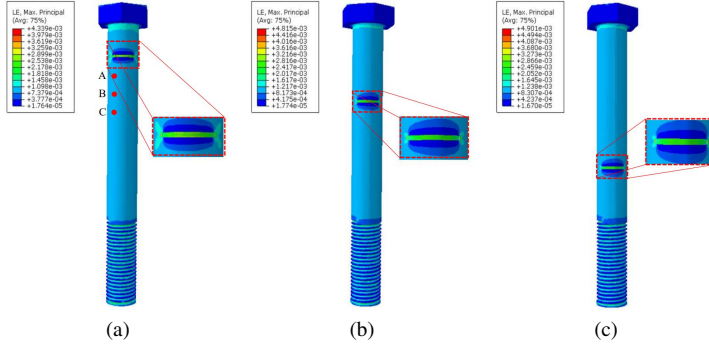 LE, Max. Principal
(Avg: 75%)
+4.339e-03
+3.979e-03
+3.619e-03
+3.259e-03
+2.899e-03
+2.538e-03
+2.178e-03
+1.818e-03
+1.458e-03
+1.098e-03
+7.379e-04
+3.777e-04
+1.764e-05
A
B
C
(a)
LE, Max. Principal
(Avg: 75%)
+4.815e-03
+4.416e-03
+4.016e-03
+3.616e-03
+3.216e-03
+2.816e-03
+2.417e-03
+2.017e-03
+1.617e-03
+1.217e-03
+8.173e-04
+4.175e-04
+1.774e-05
(b)
LE, Max. Principal
(Avg: 75%)
+4.901e-03
+4.494e-03
+4.087e-03
+3.680e-03
+3.273e-03
+2.866e-03
+2.459e-03
+2.052e-03
+1.645e-03
+1.238e-03
+8.307e-04
+4.237e-04
+1.670e-05
(c)